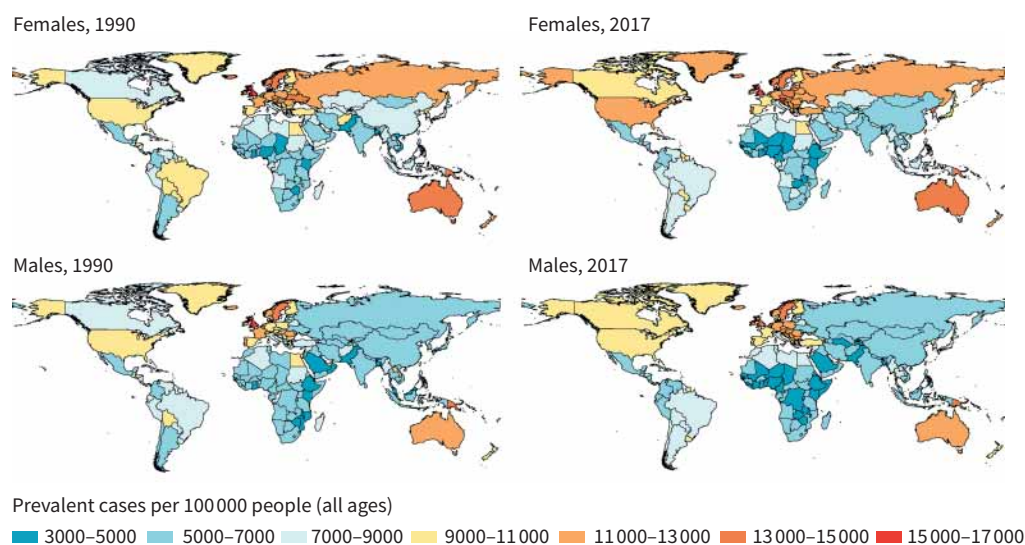 Females, 1990
Females, 2017
Males, 1990
Males, 2017
Prevalent cases per 100 000 people (all ages)
3000–5000 5000–7000 7000–9000 9000–11 000 11 000–13 000 13 000–15 000 15 000–17 000